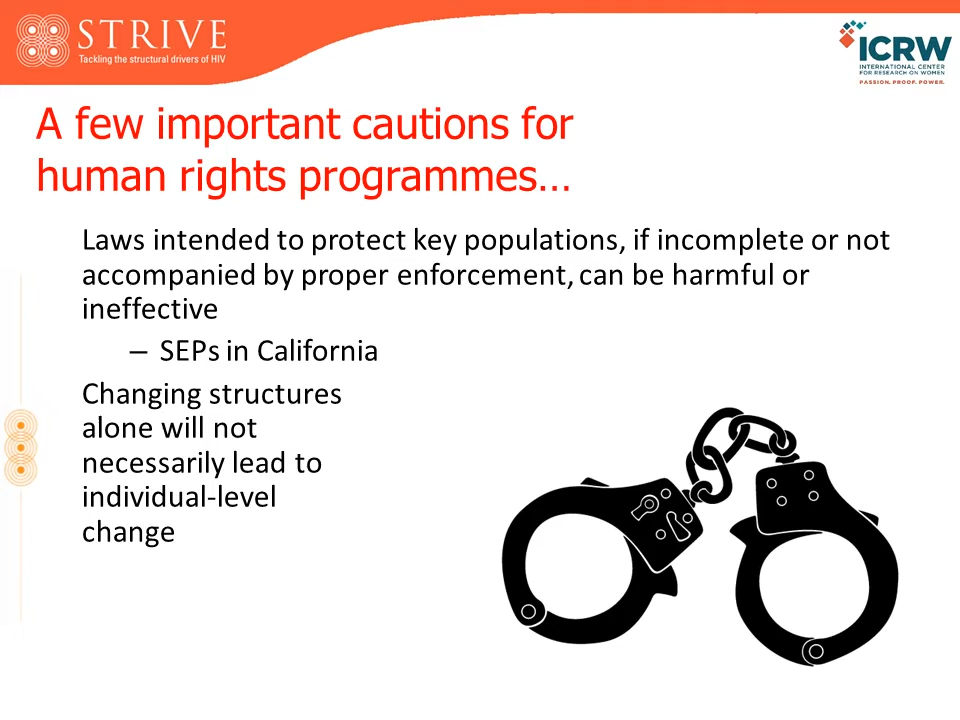 STRIVE
Tackling the structural drivers of HIV
ICRW
INTERNATIONAL CENTER
FOR RESEARCH ON WOMEN
PASSION. PROOF. POWER.
A few important cautions for
human rights programmes…
Laws intended to protect key populations, if incomplete or not
accompanied by proper enforcement, can be harmful or
ineffective
– SEPs in California
Changing structures
alone will not
necessarily lead to
individual-level
change